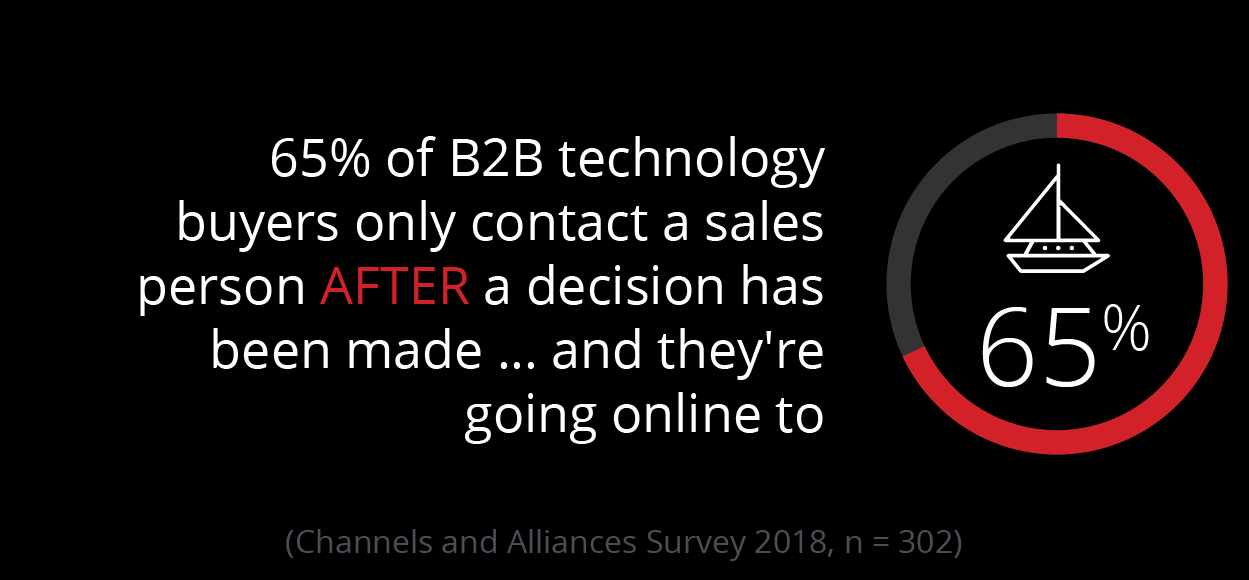 65% of B2B technology
buyers only contact a sales
person AFTER a decision has
been made ... and they're
going online to
65%
(Channels and Alliances Survey 2018, n = 302)